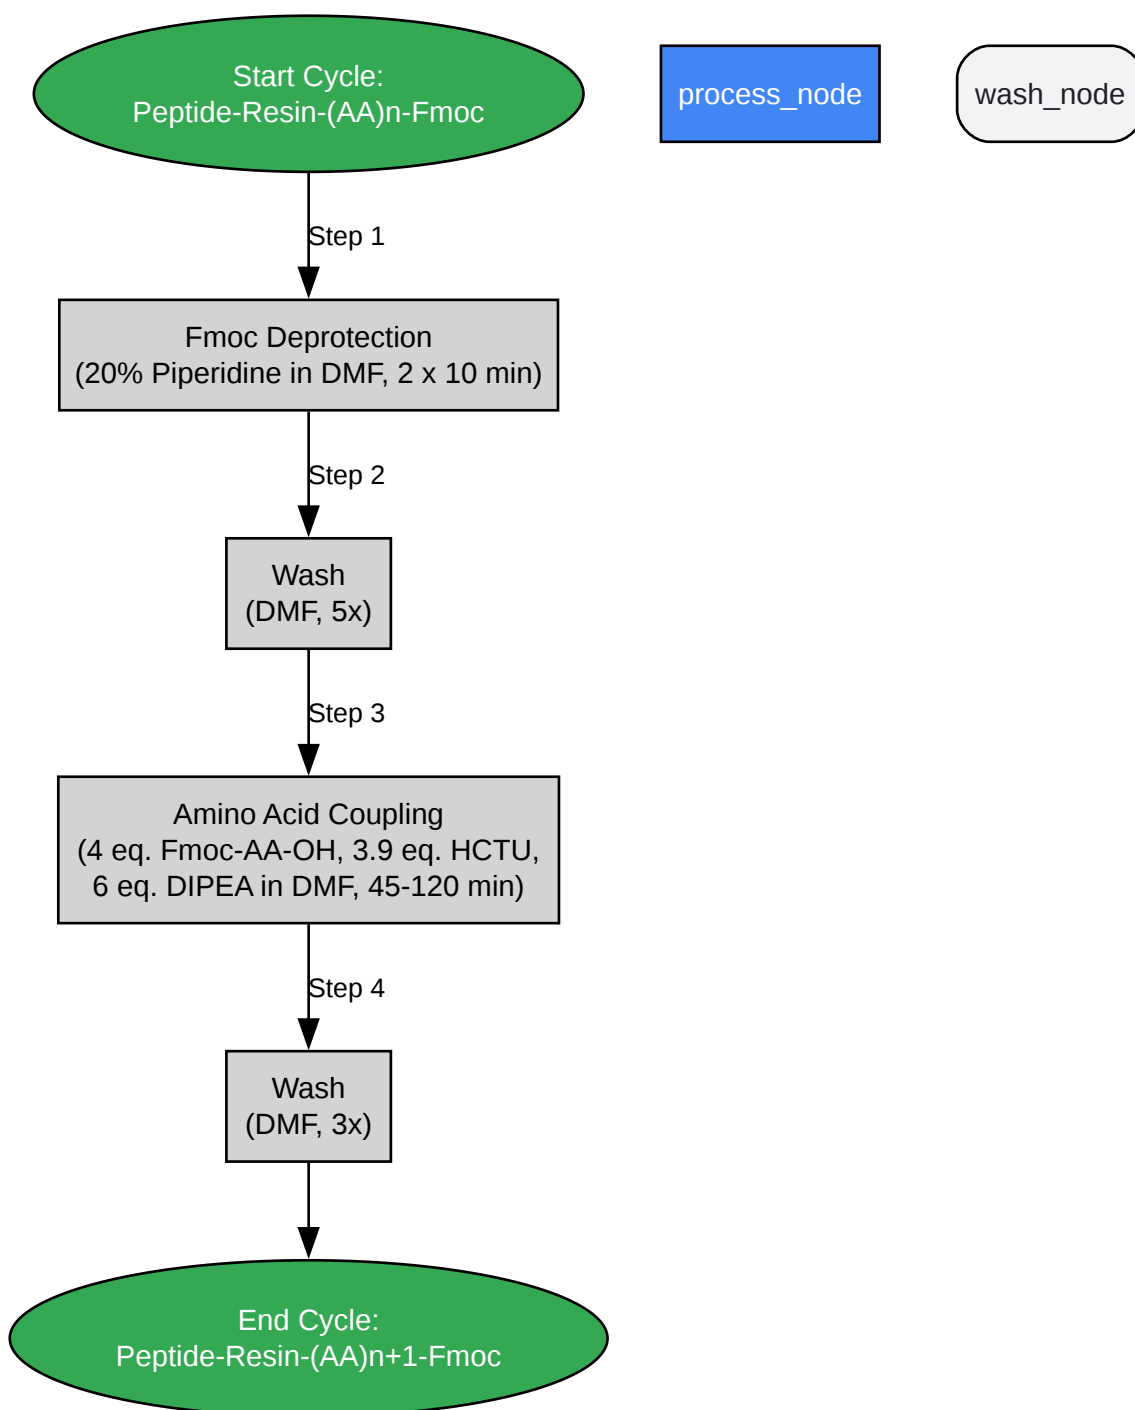 Start Cycle:
Peptide-Resin-(AA)n-Fmoc
process_node
wash_node
Step 1
Fmoc Deprotection
(20% Piperidine in DMF, 2 x 10 min)
Step 2
Wash
(DMF, 5x)
Step 3
Amino Acid Coupling
(4 eq. Fmoc-AA-OH, 3.9 eq. HCTU,
6 eq. DIPEA in DMF, 45-120 min)
Step 4
Wash
(DMF, 3x)
End Cycle:
Peptide-Resin-(AA)n+1-Fmoc